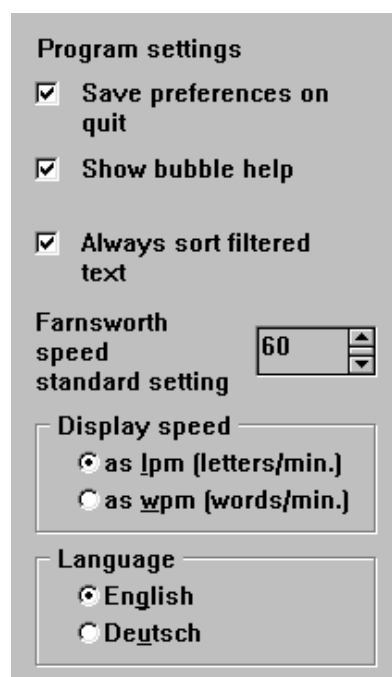 Program settings
Save preferences on
quit
Show bubble help
Always sort filtered
text
Farnsworth
speed
standard setting
60
Display speed
as lpm (letters/min.)
as wpm (words/min.)
Language
English
Deutsch